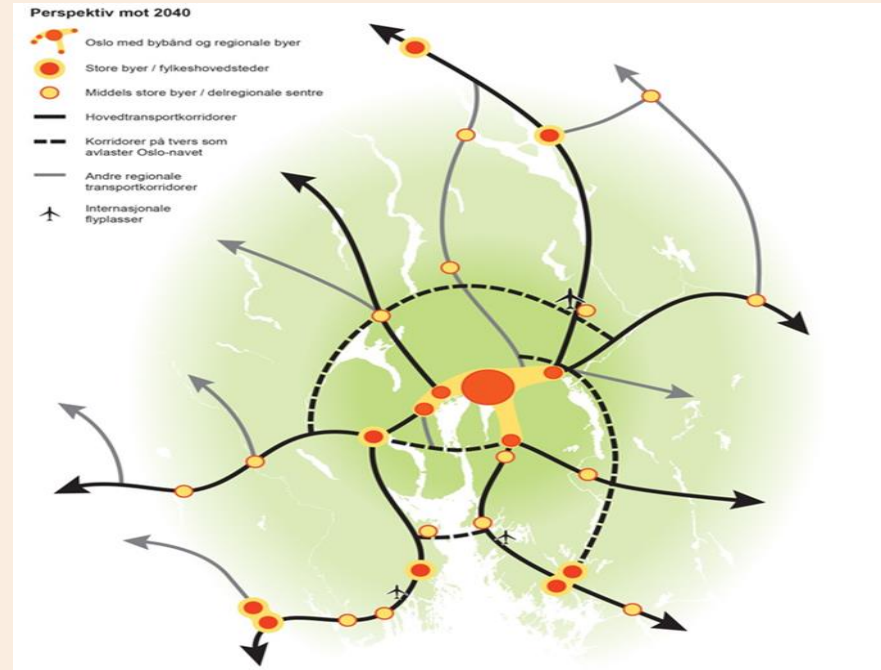 Perspektiv mot 2040
Oslo med bybånd og regionale byer
Store byer / fylkeshovedsteder
Middels store byer / delregionale sentre
Hovedtransportkorridorer
Korridorer på tvers som
avlaster Oslo-navet
Andre regionale
transportkorridorer
Internasjonale
flyplasser